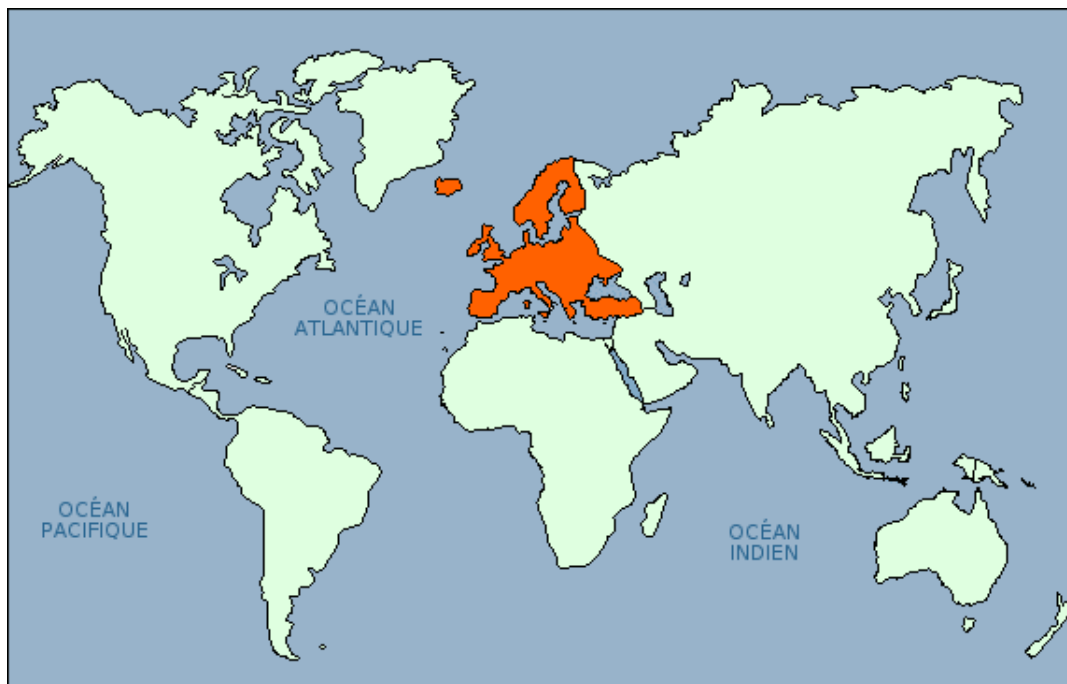 OCÉAN
ATLANTIQUE
OCÉAN
PACIFIQUE
OCÉAN
INDIEN